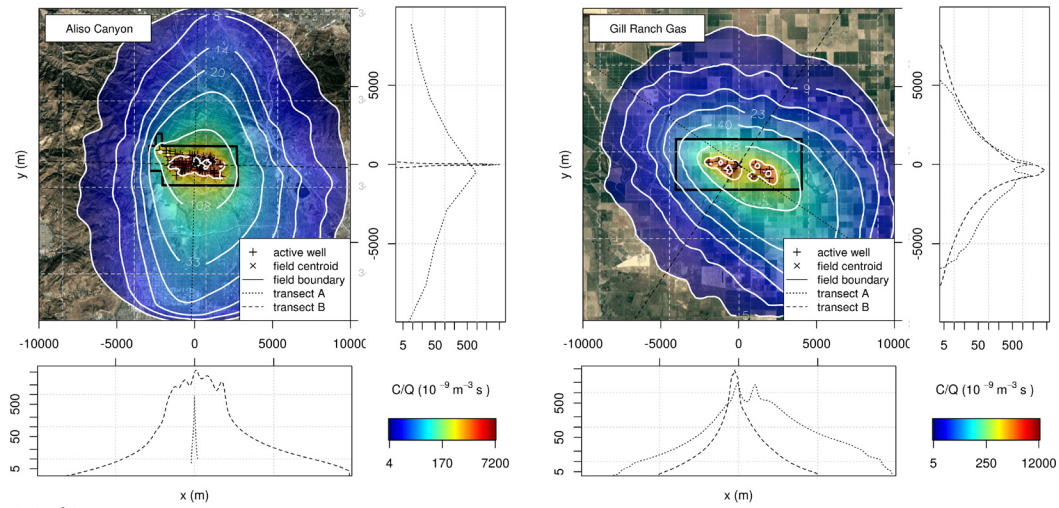 Aliso Canyon
8
14
20
y (m)
active well
field centroid
field boundary
transect A
transect B
-10000
-5000
0
5000
10000
5000
0
-5000
5
50
500
500
50
5
x (m)
C/Q (10 ⁻⁹ m⁻³ s )
4
170
7200
Gill Ranch Gas
9
23
40
y (m)
active well
field centroid
field boundary
transect A
transect B
-10000
-5000
0
5000
10000
5000
0
-5000
5
50
500
500
50
5
x (m)
C/Q (10 ⁻⁹ m⁻³ s )
5
250
12000